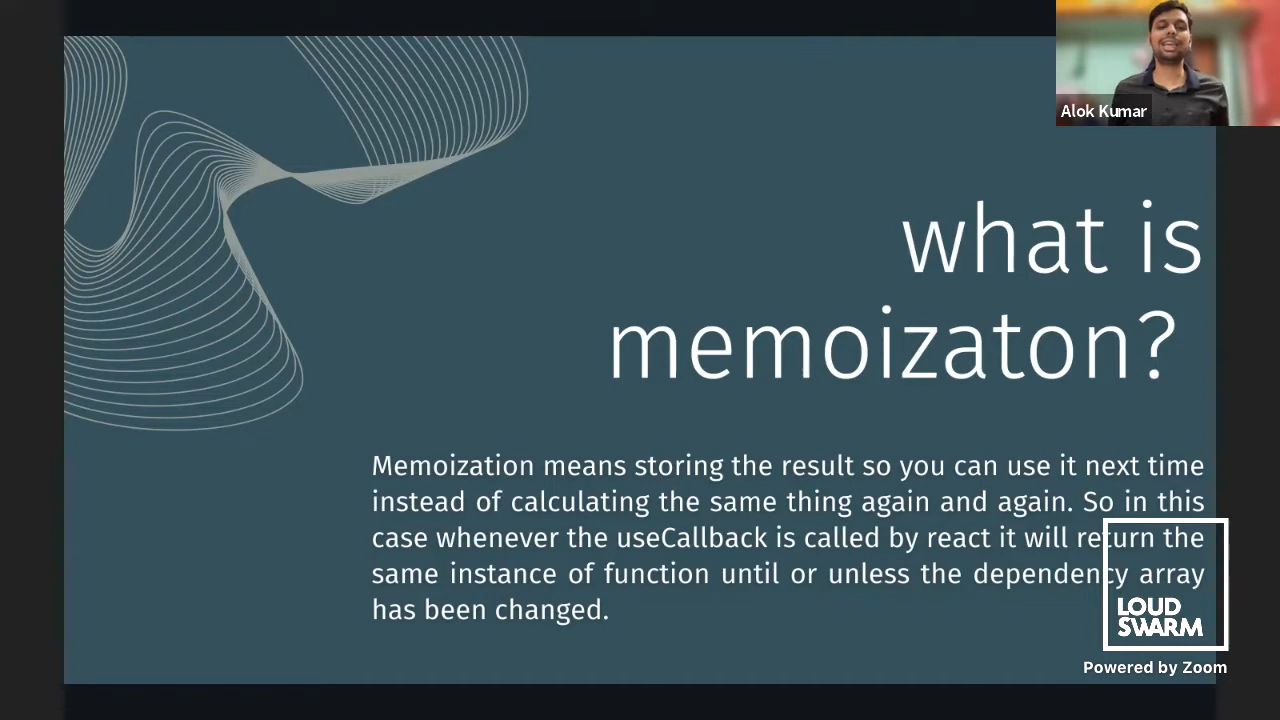 Alok Kumar
what is
memoizaton?
Memoization means storing the result so you can use it next time
instead of calculating the same thing again and again. So in this
case whenever the useCallback is called by react it will return the
same instance of function until or unless the dependency array
has been changed.
LOUD
SWARM
Powered by Zoom